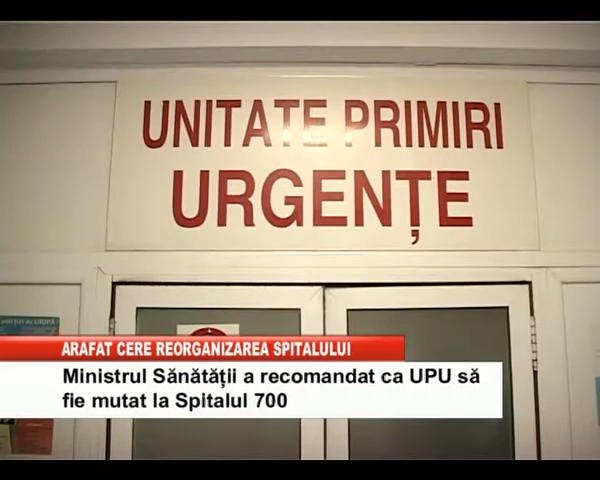 UNITATE PRIMIRI
URGENȚE
ARAFAT CERE REORGANIZAREA SPITALULUI
Ministrul Sănătății a recomandat ca UPU să
fie mutat la Spitalul 700